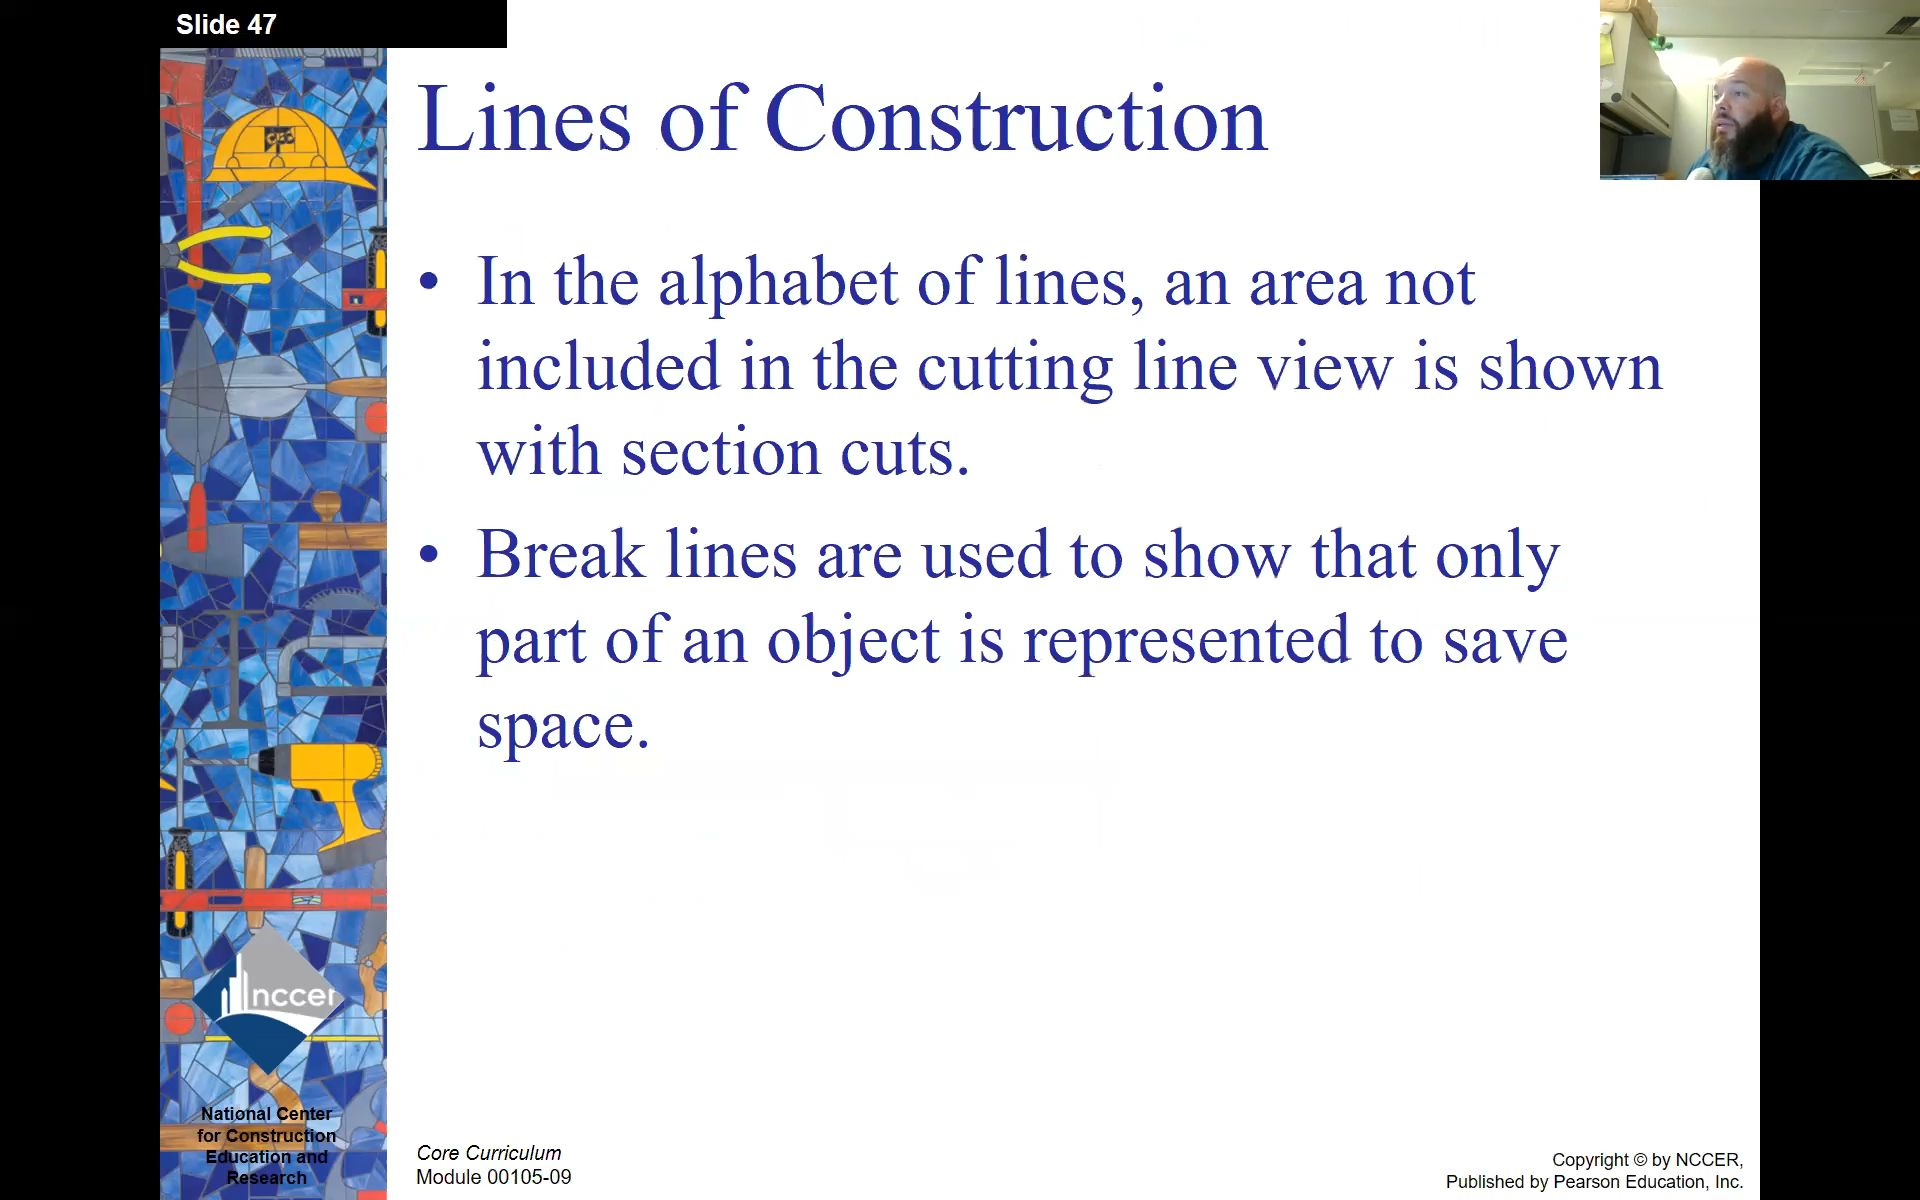 Slide 47
Lines of Construction
• In the alphabet of lines, an area not
included in the cutting line view is shown
with section cuts.
• Break lines are used to show that only
part of an object is represented to save
space.
nccer
National Center
for Construction
Education and
Research
Core Curriculum
Module 00105-09
Copyright © by NCCER,
Published by Pearson Education, Inc.